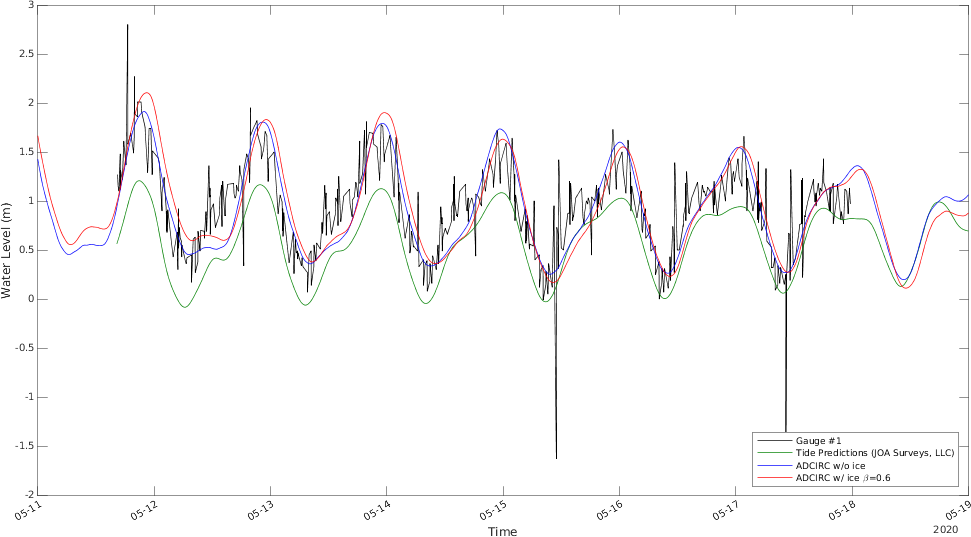 3
2.5
2
1.5
1
0.5
0
-0.5
-1
-1.5
-2
Water Level (m)
Gauge #1
Tide Predictions (JOA Surveys, LLC)
ADCIRC w/o ice
ADCIRC w/ ice β=0.6
05-11 05-12 05-13 05-14 05-15 05-16 05-17 05-18 05-19
Time
2020